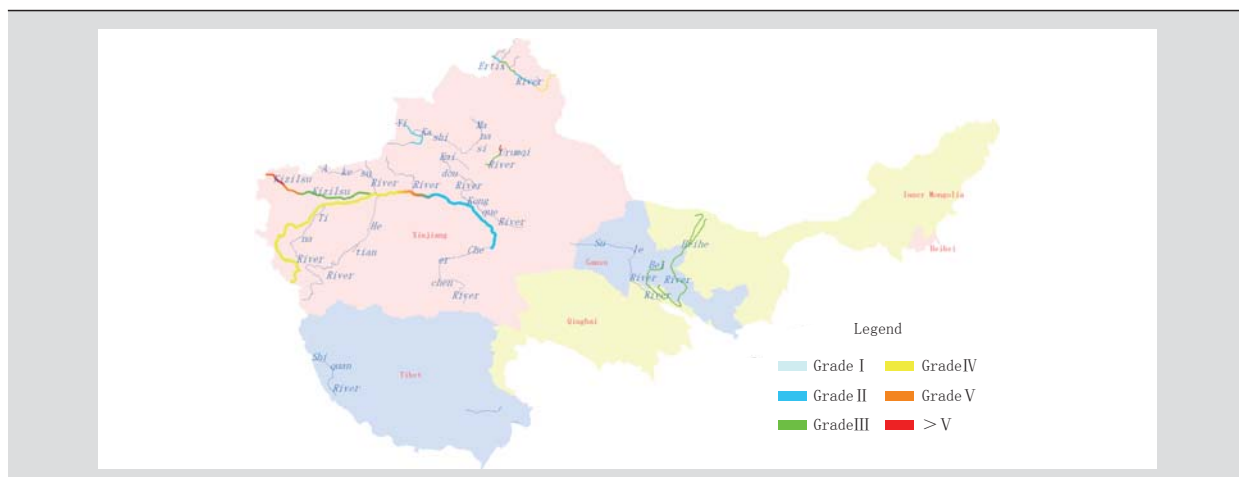 Ertix
River
Yi
Ka
shi
Ma
na
si
Urumqi
River
Kai
dou
River
A
ke
su
River
River
Kizilsu
Kizilsu
Kong
que
River
Ti
na
River
He
tian
River
Xinjiang
Che
er
chen
River
Su
le
River
Gansu
Bei
River
River
Heihe
Inner Mongolia
Heibei
Qinghai
Shi
quan
River
Tibet
Legend
Grade Ⅰ
GradeⅣ
Grade Ⅱ
Grade Ⅴ
GradeⅢ
＞Ⅴ